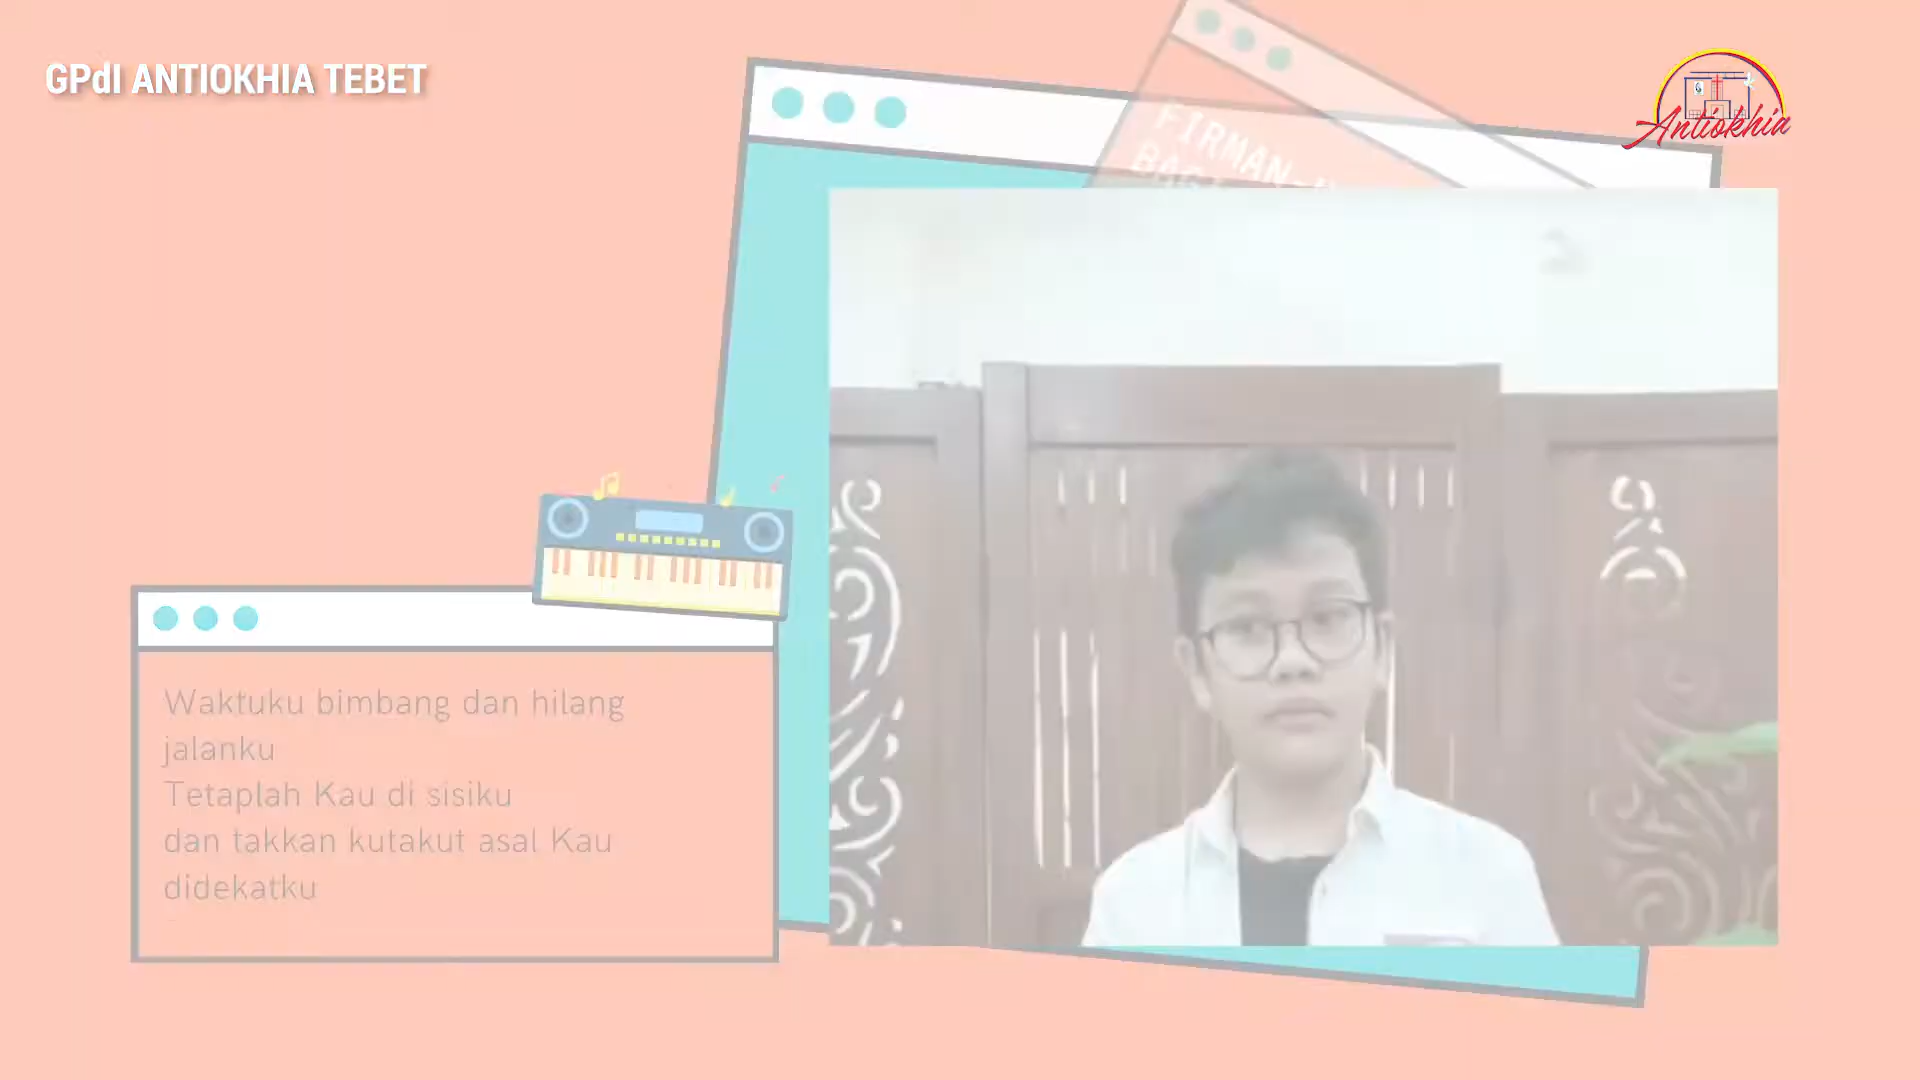 GPdI ANTIOKHIA TEBET
Antiokhia
FIRMAN-
Waktuku bimbang dan hilang
jalanku
Tetaplah Kau di sisiku
dan takkan kutakut asal Kau
didekatku